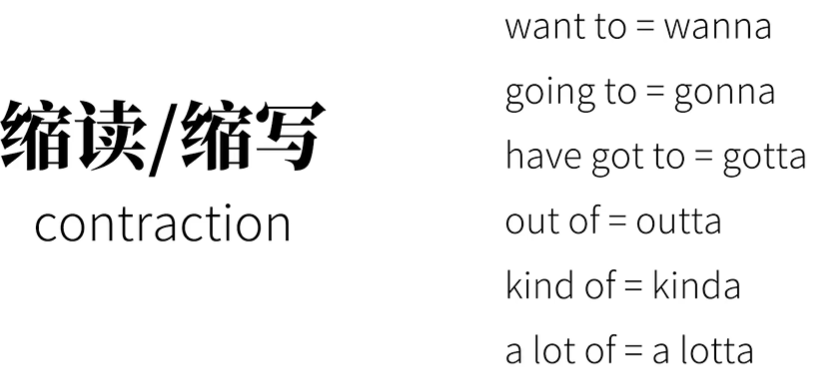 缩读/缩写
contraction
want to = wanna
going to = gonna
have got to = gotta
out of = outta
kind of = kinda
a lot of = a lotta